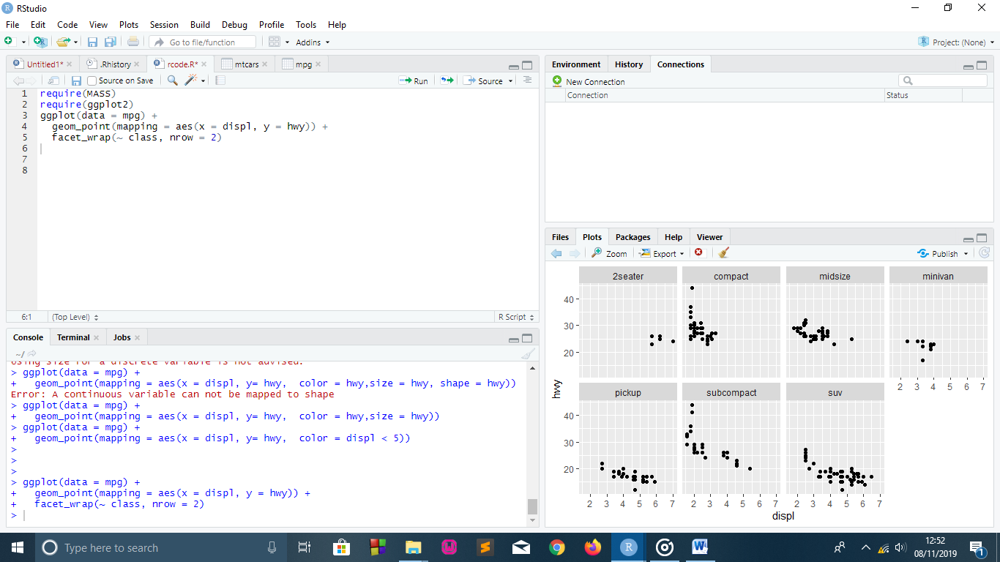 RStudio
File Edit Code View Plots Session Build Debug Profile Tools Help
Go to file/function Addins Project: (None)
Untitled1* .Rhistory rcode.R* mtcars mpg
Source on Save Run Source
1 require(MASS)
2 require(ggplot2)
3 ggplot(data = mpg) +
4 geom_point(mapping = aes(x = displ, y = hwy)) +
5 facet_wrap(~ class, nrow = 2)
6
7
8
6:1 (Top Level) R Script
Console Terminal Jobs
~/
Using size for a discrete variable is not advised.
> ggplot(data = mpg) +
+ geom_point(mapping = aes(x = displ, y= hwy, color = hwy,size = hwy, shape = hwy))
Error: A continuous variable can not be mapped to shape
> ggplot(data = mpg) +
+ geom_point(mapping = aes(x = displ, y= hwy, color = hwy,size = hwy))
> ggplot(data = mpg) +
+ geom_point(mapping = aes(x = displ, y= hwy, color = displ < 5))
>
>
>
> ggplot(data = mpg) +
+ geom_point(mapping = aes(x = displ, y = hwy)) +
+ facet_wrap(~ class, nrow = 2)
>
Environment History Connections
New Connection
Connection Status
Files Plots Packages Help Viewer
Zoom Export Publish
2seater compact midsize minivan
40
30
20
2 3 4 5 6 7
hwy
pickup subcompact suv
40
30
20
2 3 4 5 6 7 2 3 4 5 6 7 2 3 4 5 6 7
displ
Type here to search
12:52
08/11/2019
1